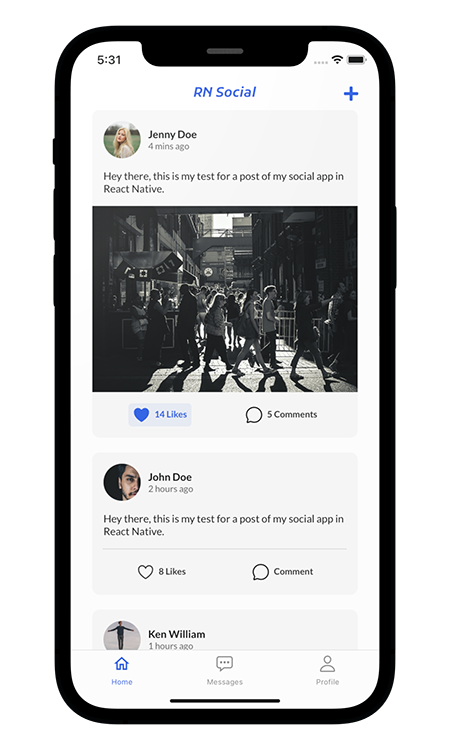 5:31
RN Social
Jenny Doe
4 mins ago
Hey there, this is my test for a post of my social app in
React Native.
14 Likes
5 Comments
John Doe
2 hours ago
Hey there, this is my test for a post of my social app in
React Native.
8 Likes
Comment
Ken William
1 hours ago
Home
Messages
Profile